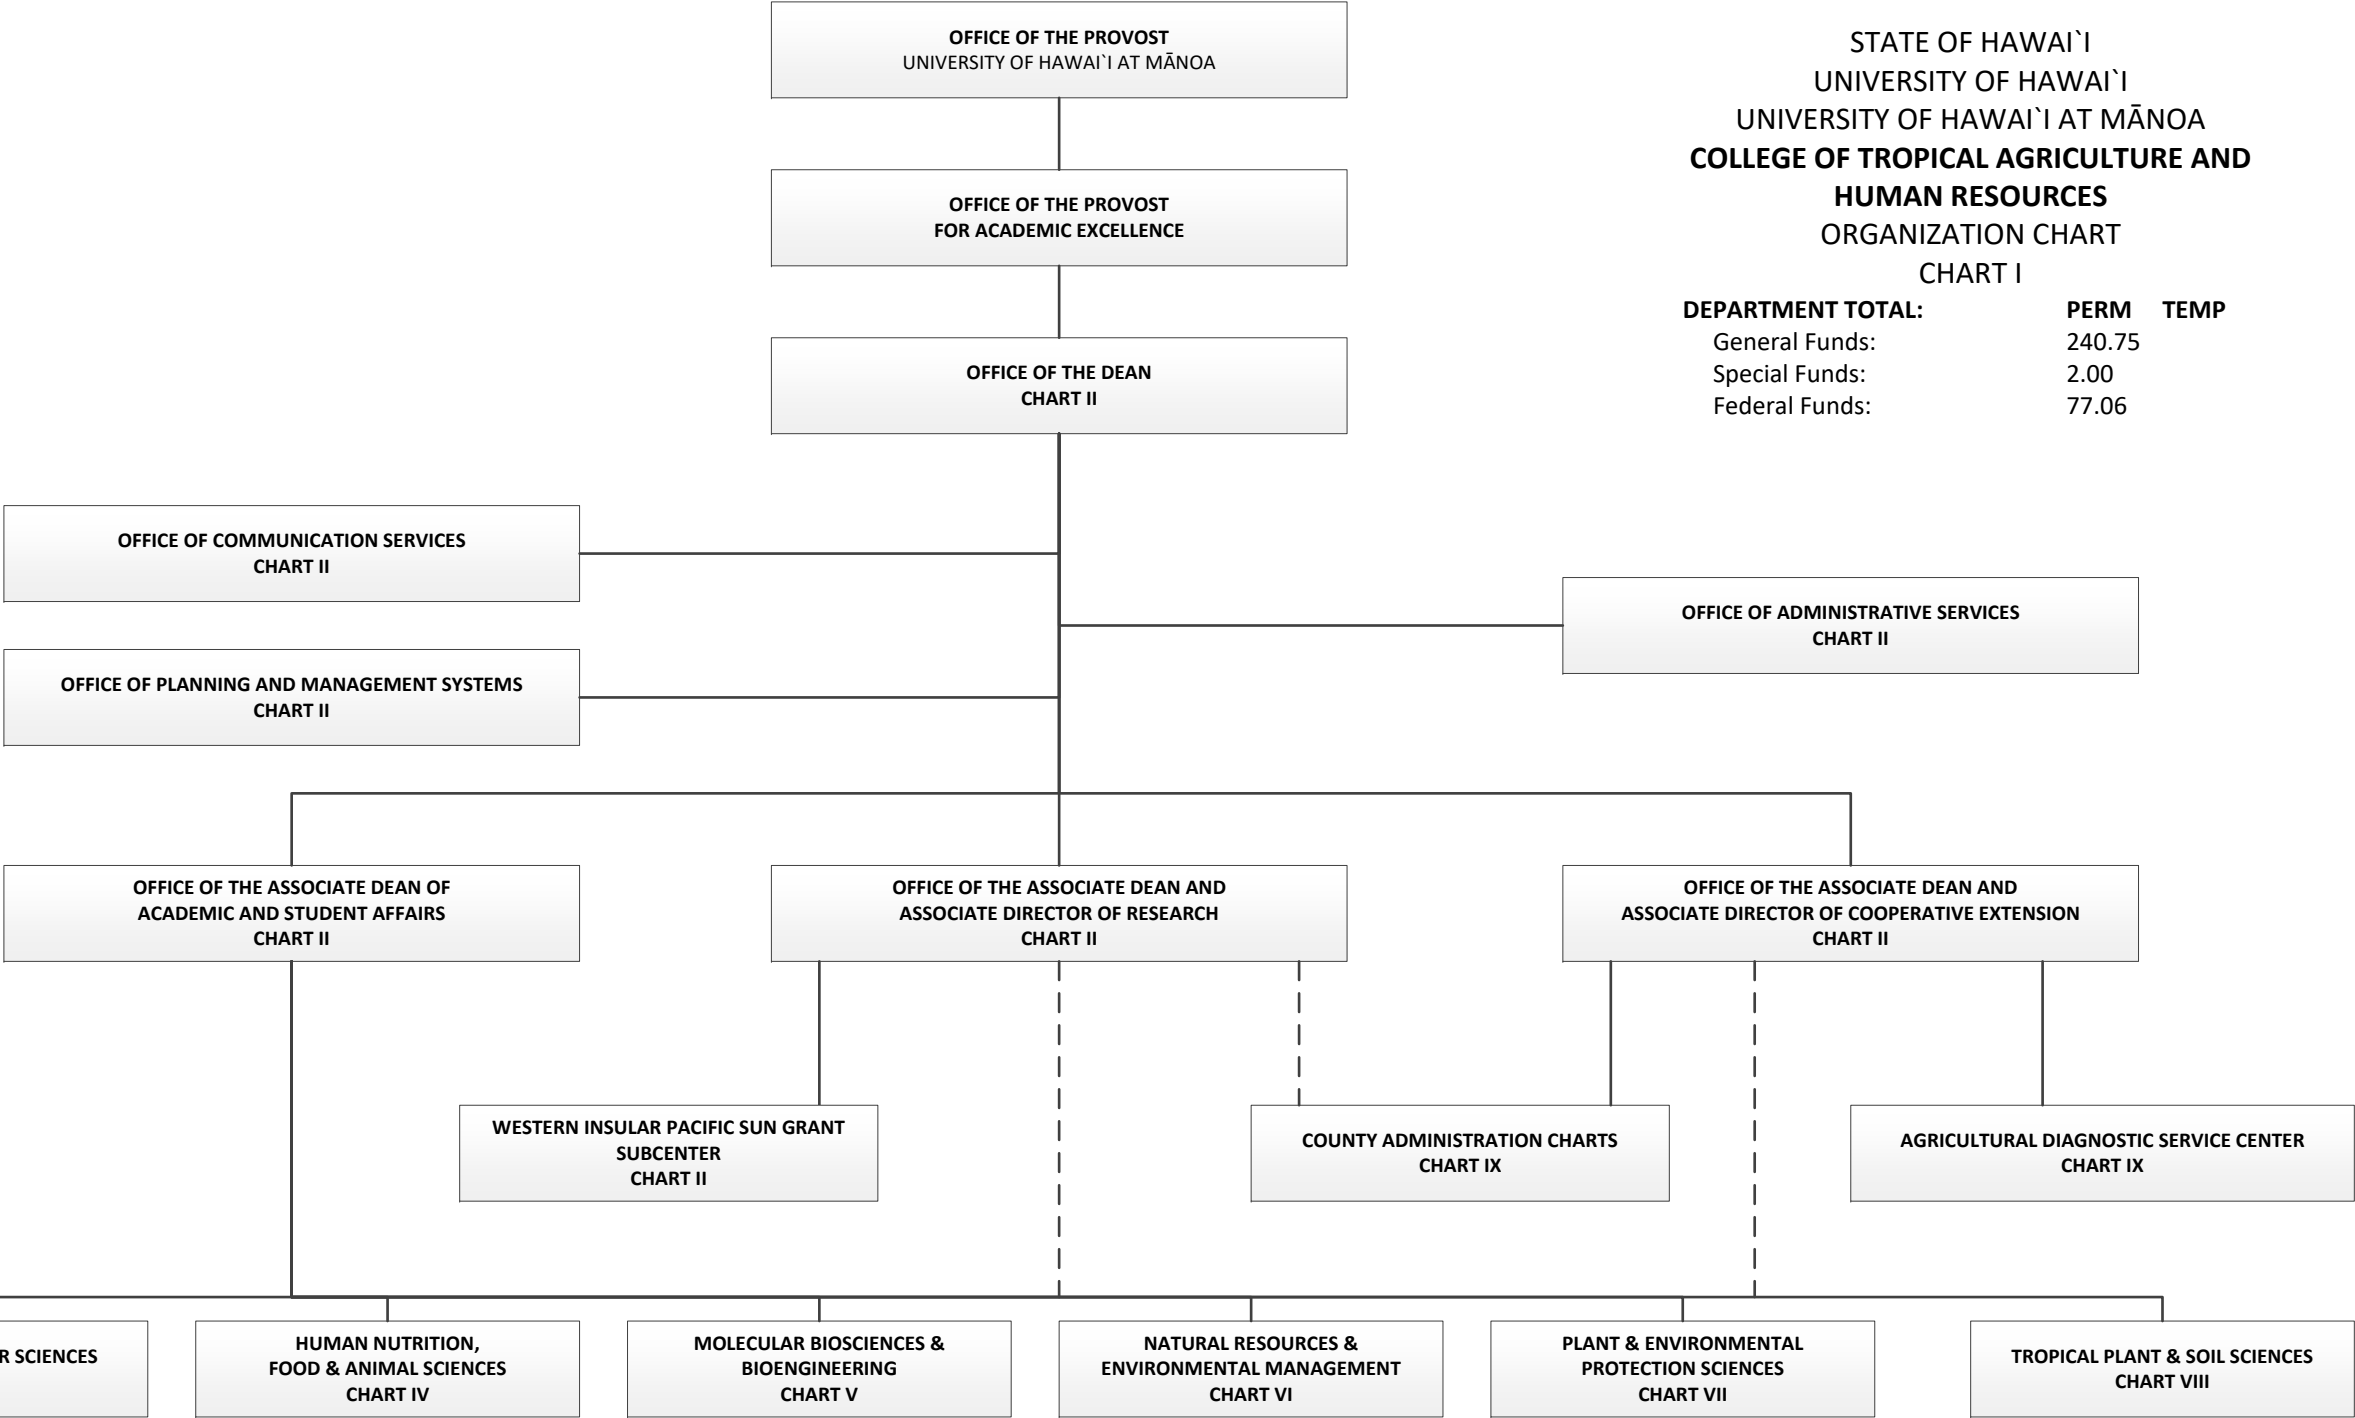 OFFICE OF THE PROVOST
UNIVERSITY OF HAWAI`I AT MĀNOA
STATE OF HAWAI`I
UNIVERSITY OF HAWAI`I
UNIVERSITY OF HAWAI`I AT MĀNOA
COLLEGE OF TROPICAL AGRICULTURE AND
HUMAN RESOURCES
ORGANIZATION CHART
CHART I
DEPARTMENT TOTAL: PERM TEMP
General Funds: 240.75
Special Funds: 2.00
Federal Funds: 77.06
OFFICE OF THE PROVOST
FOR ACADEMIC EXCELLENCE
OFFICE OF THE DEAN
CHART II
OFFICE OF COMMUNICATION SERVICES
CHART II
OFFICE OF ADMINISTRATIVE SERVICES
CHART II
OFFICE OF PLANNING AND MANAGEMENT SYSTEMS
CHART II
OFFICE OF THE ASSOCIATE DEAN OF
ACADEMIC AND STUDENT AFFAIRS
CHART II
OFFICE OF THE ASSOCIATE DEAN AND
ASSOCIATE DIRECTOR OF RESEARCH
CHART II
OFFICE OF THE ASSOCIATE DEAN AND
ASSOCIATE DIRECTOR OF COOPERATIVE EXTENSION
CHART II
WESTERN INSULAR PACIFIC SUN GRANT
SUBCENTER
CHART II
COUNTY ADMINISTRATION CHARTS
CHART IX
AGRICULTURAL DIAGNOSTIC SERVICE CENTER
CHART IX
R SCIENCES
HUMAN NUTRITION,
FOOD & ANIMAL SCIENCES
CHART IV
MOLECULAR BIOSCIENCES &
BIOENGINEERING
CHART V
NATURAL RESOURCES &
ENVIRONMENTAL MANAGEMENT
CHART VI
PLANT & ENVIRONMENTAL
PROTECTION SCIENCES
CHART VII
TROPICAL PLANT & SOIL SCIENCES
CHART VIII